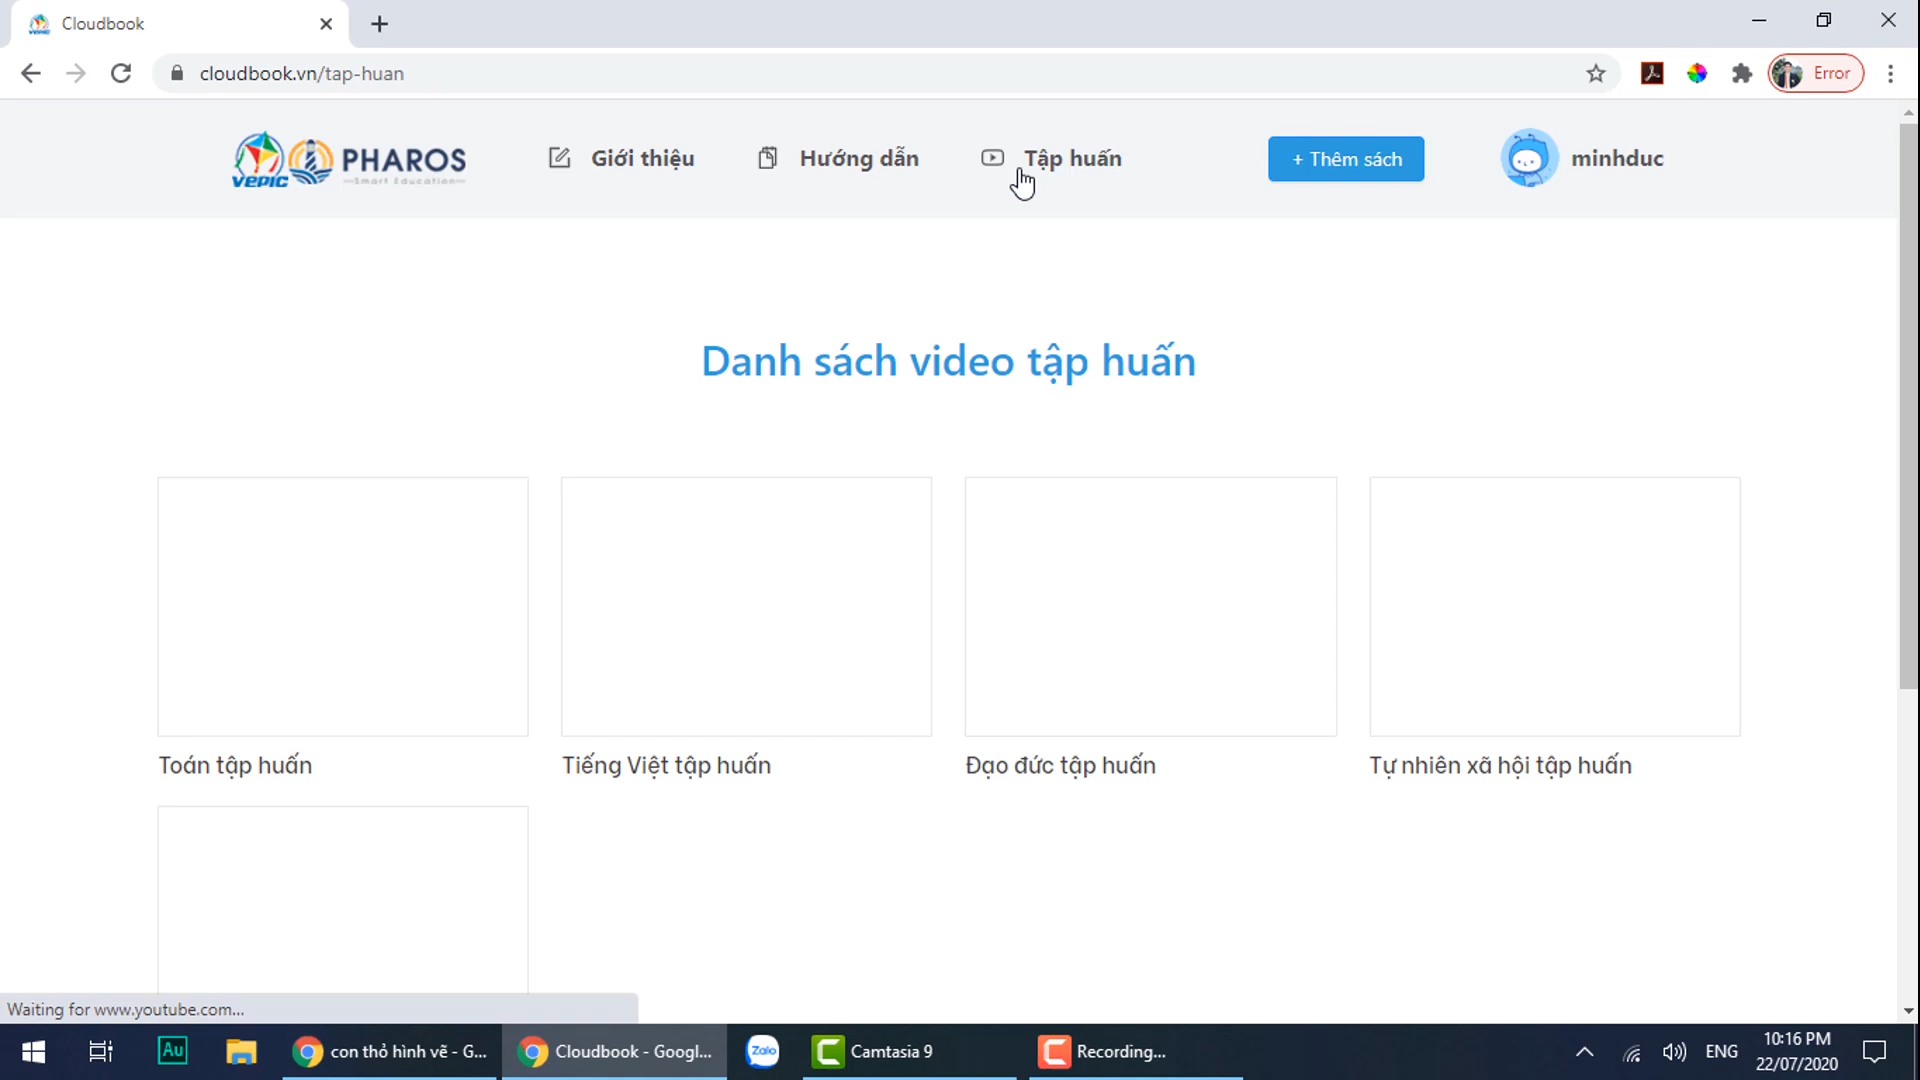 Cloudbook
cloudbook.vn/tap-huan
Error
VEPIC PHAROS
Smart Education
Giới thiệu
Hướng dẫn
Tập huấn
+ Thêm sách
minhduc
Danh sách video tập huấn
Toán tập huấn
Tiếng Việt tập huấn
Đạo đức tập huấn
Tự nhiên xã hội tập huấn
Waiting for www.youtube.com...
Au
con thỏ hình vẽ - G...
Cloudbook - Googl...
Zalo
Camtasia 9
Recording...
ENG
10:16 PM
22/07/2020